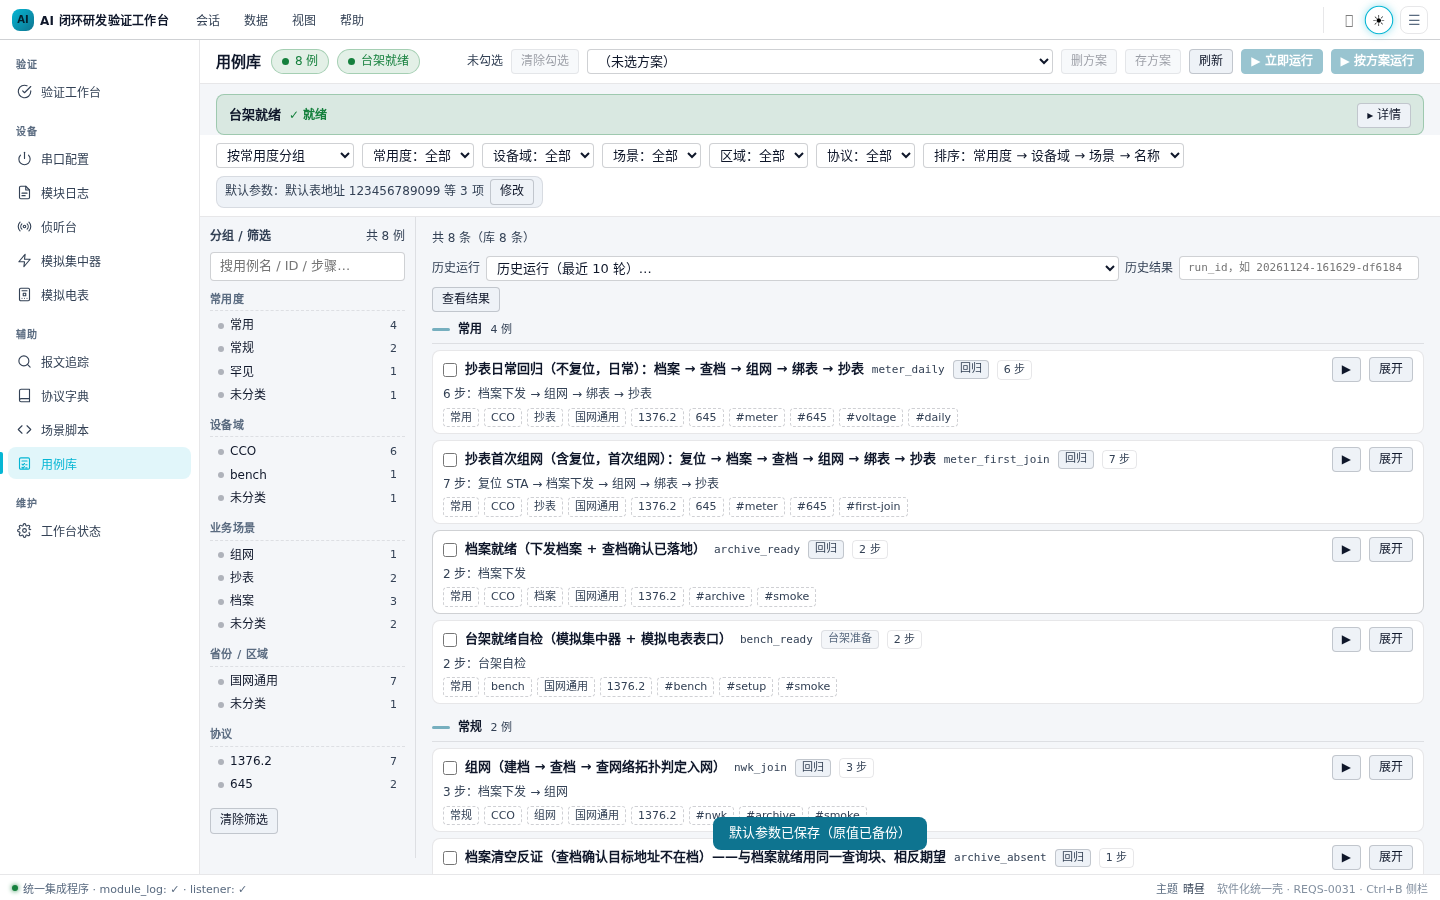 AI AI 闭环研发验证工作台 会话 数据 视图 帮助
验证
验证工作台
设备
串口配置
模块日志
侦听台
模拟集中器
模拟电表
辅助
报文追踪
协议字典
场景脚本
用例库
维护
工作台状态
用例库 8 例 台架就绪 未勾选 清除勾选 （未选方案） 删方案 存方案 刷新 ▶ 立即运行 ▶ 按方案运行
台架就绪 ✓ 就绪 ▸ 详情
按常用度分组 常用度：全部 设备域：全部 场景：全部 区域：全部 协议：全部 排序：常用度 → 设备域 → 场景 → 名称
默认参数：默认表地址 123456789099 等 3 项 修改
分组 / 筛选 共 8 例
搜用例名 / ID / 步骤…
常用度
常用 4
常规 2
罕见 1
未分类 1
设备域
CCO 6
bench 1
未分类 1
业务场景
组网 1
抄表 2
档案 3
未分类 2
省份 / 区域
国网通用 7
未分类 1
协议
1376.2 7
645 2
清除筛选
共 8 条（库 8 条）
历史运行 历史运行（最近 10 轮）… 历史结果 run_id, 如 20261124-161629-df6184
查看结果
常用 4 例
抄表日常回归（不复位，日常）：档案 → 查档 → 组网 → 绑表 → 抄表 meter_daily 回归 6 步 ▶ 展开
6 步：档案下发 → 组网 → 绑表 → 抄表
常用 CCO 抄表 国网通用 1376.2 645 #meter #645 #voltage #daily
抄表首次组网（含复位，首次组网）：复位 → 档案 → 查档 → 组网 → 绑表 → 抄表 meter_first_join 回归 7 步 ▶ 展开
7 步：复位 STA → 档案下发 → 组网 → 绑表 → 抄表
常用 CCO 抄表 国网通用 1376.2 645 #meter #645 #first-join
档案就绪（下发档案 + 查档确认已落地） archive_ready 回归 2 步 ▶ 展开
2 步：档案下发
常用 CCO 档案 国网通用 1376.2 #archive #smoke
台架就绪自检（模拟集中器 + 模拟电表表口） bench_ready 台架准备 2 步 ▶ 展开
2 步：台架自检
常用 bench 国网通用 1376.2 #bench #setup #smoke
常规 2 例
组网（建档 → 查档 → 查网络拓扑判定入网） nwk_join 回归 3 步 ▶ 展开
3 步：档案下发 → 组网
常规 CCO 组网 国网通用 1376.2 #nwk #archive #smoke
默认参数已保存（原值已备份）
档案清空反证（查档确认目标地址不在档）——与档案就绪用同一查询块、相反期望 archive_absent 回归 1 步 ▶ 展开
统一集成程序 · module_log: ✓ · listener: ✓ 主题 晴昼 软件化统一壳 · REQS-0031 · Ctrl+B 侧栏